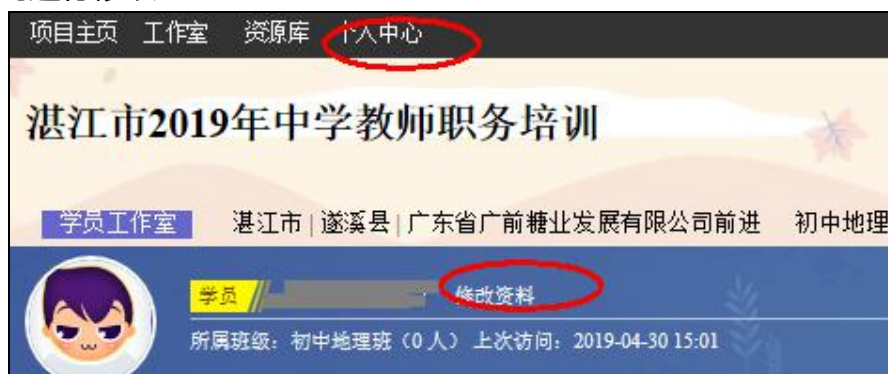 项目主页 工作室 资源库 个人中心
湛江市2019年中学教师职务培训
学员工作室 湛江市 | 遂溪县 | 广东省广前糖业发展有限公司前进 初中地理
学员 修改资料
所属班级：初中地理班（0 人） 上次访问：2019-04-30 15:01